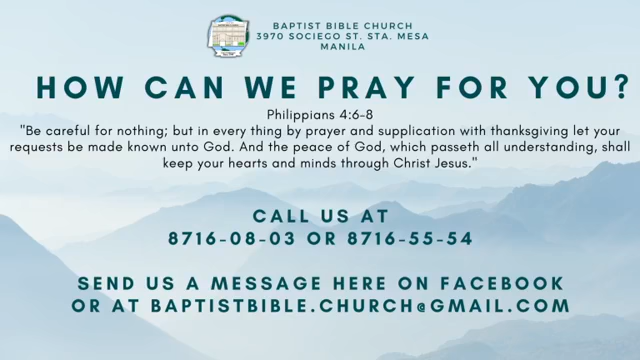 BAPTIST BIBLE CHURCH
3970 SOCIEGO ST. STA. MESA
MANILA
HOW CAN WE PRAY FOR YOU?
Philippians 4:6-8
"Be careful for nothing; but in every thing by prayer and supplication with thanksgiving let your
requests be made known unto God. And the peace of God, which passeth all understanding, shall
keep your hearts and minds through Christ Jesus."
CALL US AT
8716-08-03 OR 8716-55-54
SEND US A MESSAGE HERE ON FACEBOOK
OR AT BAPTISTBIBLE.CHURCH@GMAIL.COM